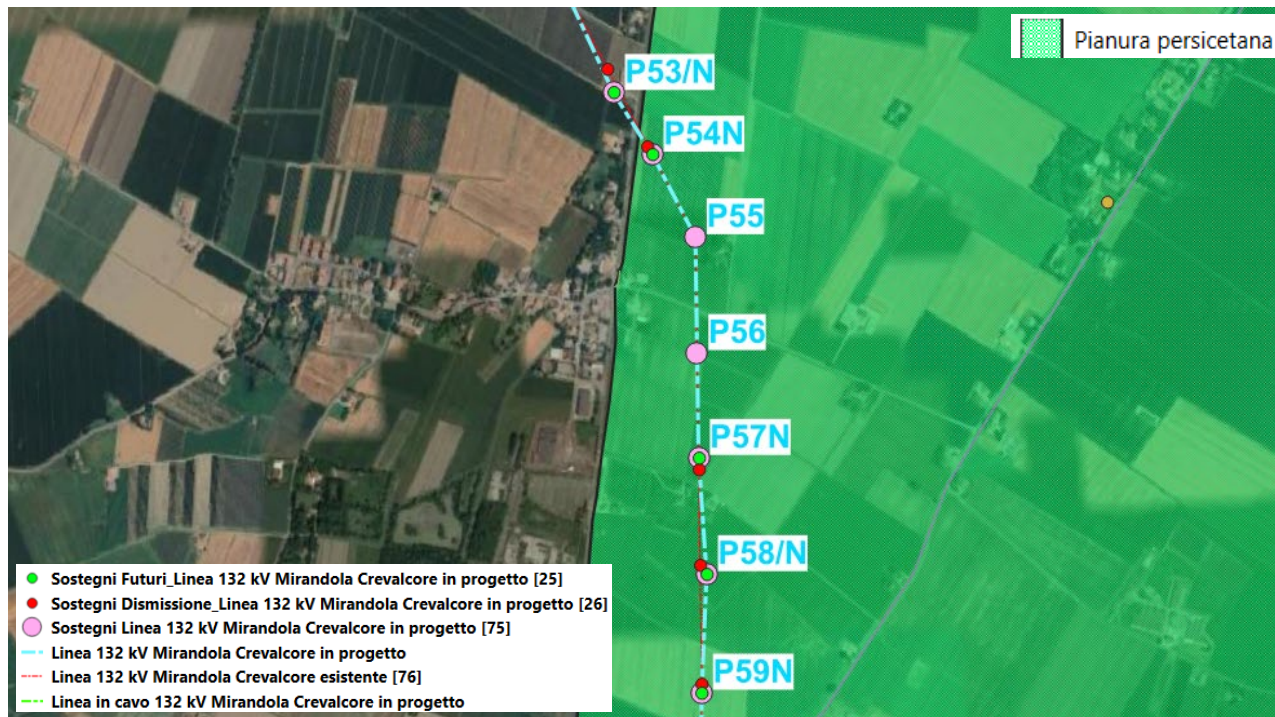 Pianura persicetana
P53/N
P54N
P55
P56
P57N
P58/N
P59N
Sostegni Futuri_Linea 132 kV Mirandola Crevalcore in progetto [25]
Sostegni Dismissione_Linea 132 kV Mirandola Crevalcore in progetto [26]
Sostegni Linea 132 kV Mirandola Crevalcore in progetto [75]
Linea 132 kV Mirandola Crevalcore in progetto
Linea 132 kV Mirandola Crevalcore esistente [76]
Linea in cavo 132 kV Mirandola Crevalcore in progetto